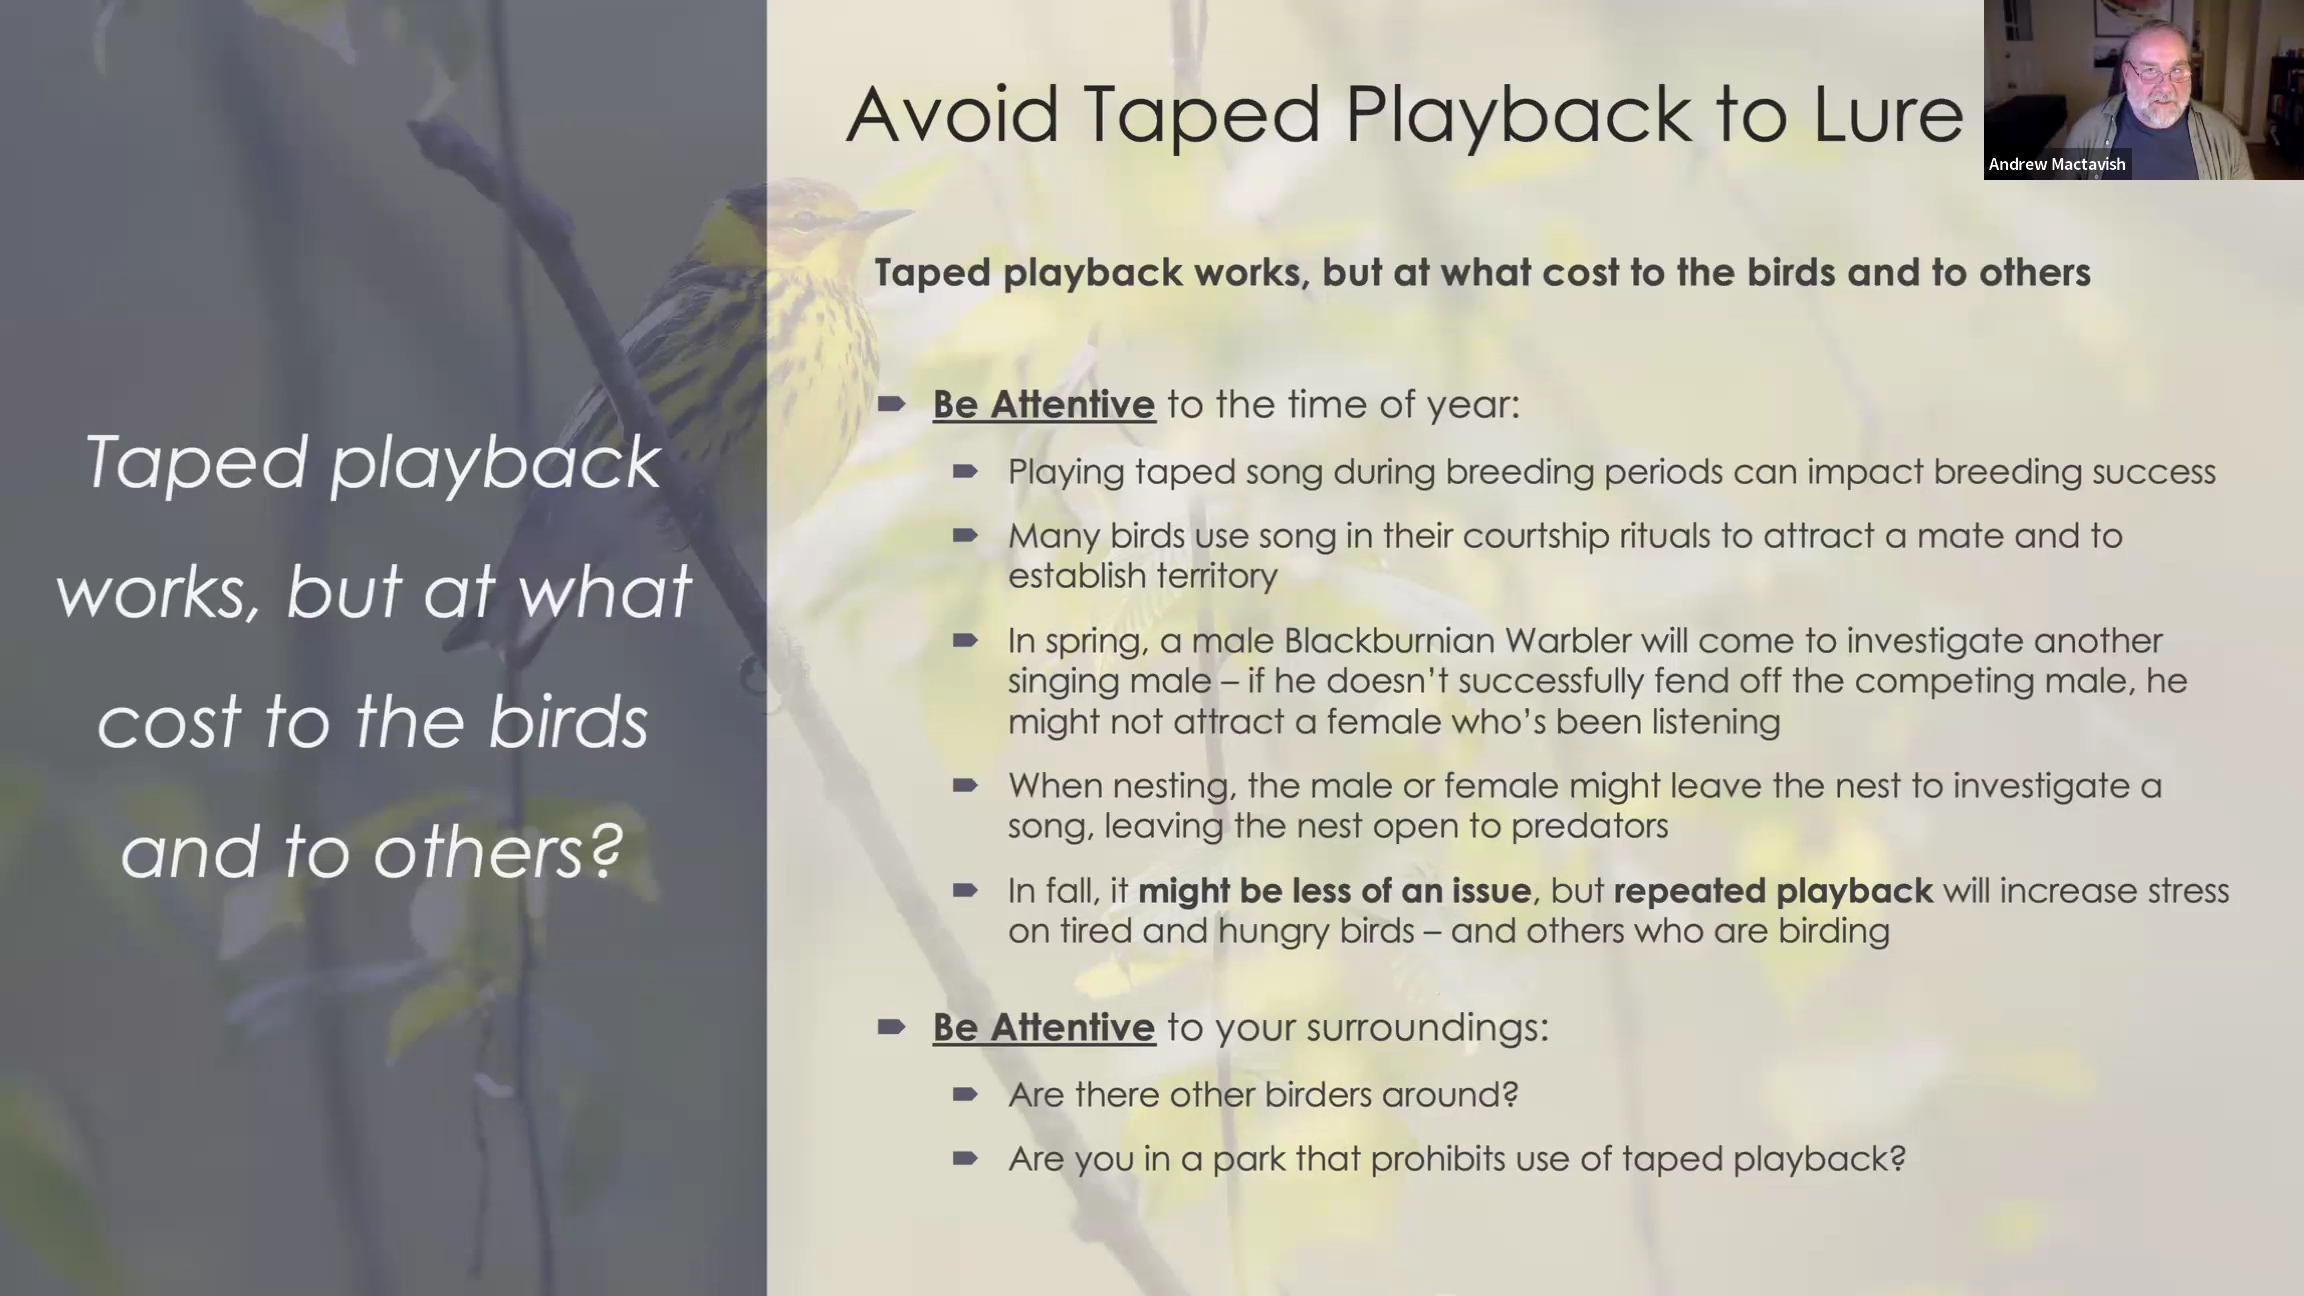 Avoid Taped Playback to Lure
Andrew Mactavish
Taped playback
works, but at what
cost to the birds
and to others?
Taped playback works, but at what cost to the birds and to others
Be Attentive to the time of year:
Playing taped song during breeding periods can impact breeding success
Many birds use song in their courtship rituals to attract a mate and to
establish territory
In spring, a male Blackburnian Warbler will come to investigate another
singing male – if he doesn't successfully fend off the competing male, he
might not attract a female who's been listening
When nesting, the male or female might leave the nest to investigate a
song, leaving the nest open to predators
In fall, it might be less of an issue, but repeated playback will increase stress
on tired and hungry birds – and others who are birding
Be Attentive to your surroundings:
Are there other birders around?
Are you in a park that prohibits use of taped playback?